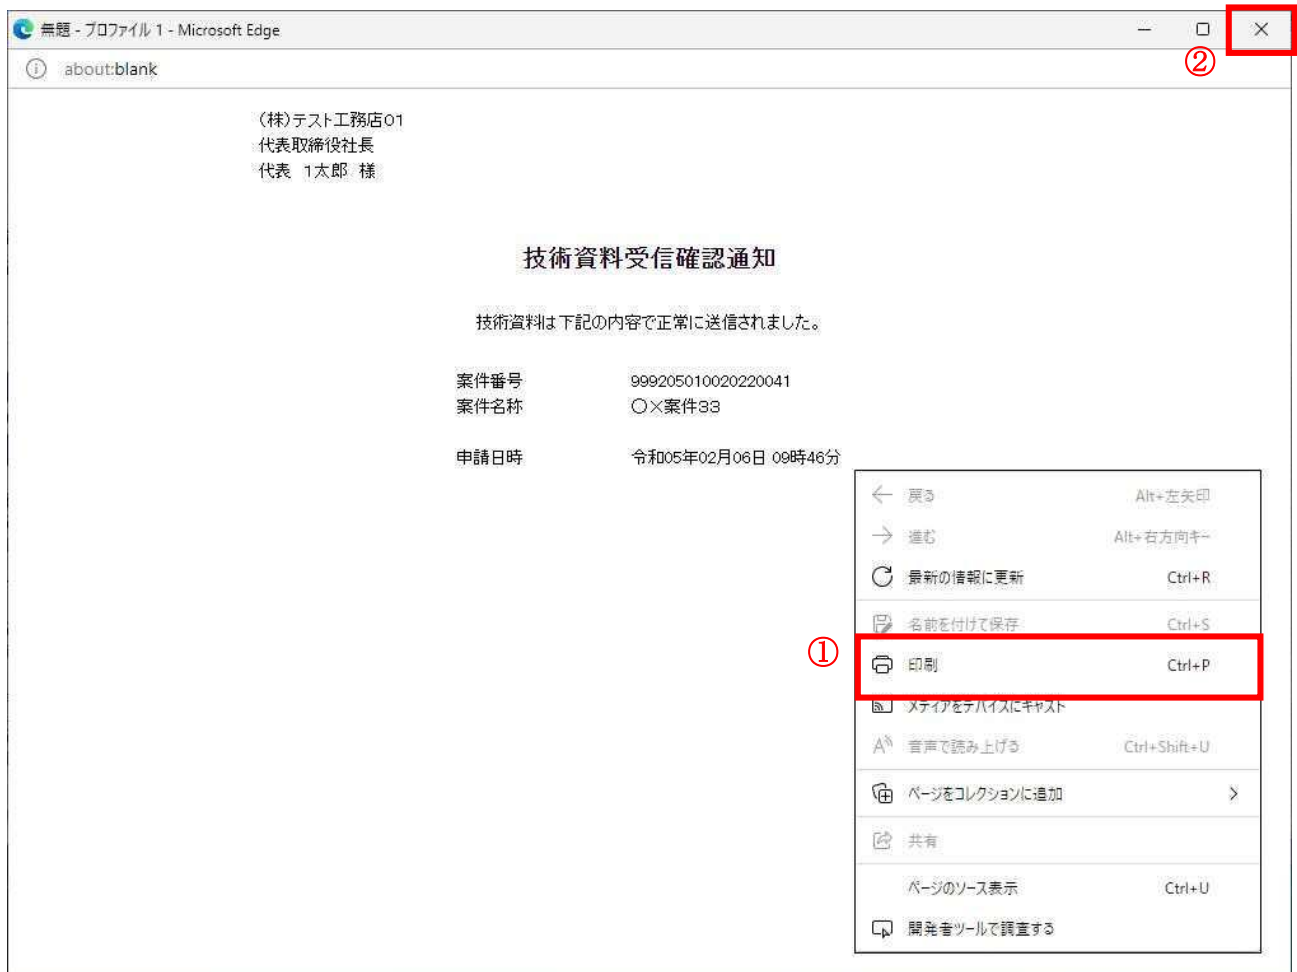 無題 - プロファイル 1 - Microsoft Edge
②
about:blank
(株)テスト工務店01
代表取締役社長
代表 1太郎 様
技術資料受信確認通知
技術資料は下記の内容で正常に送信されました。
案件番号 999205010020220041
案件名称 〇×案件33
申請日時 令和05年02月06日 09時46分
戻る Alt+左矢印
進む Alt+右方向キー
最新の情報に更新 Ctrl+R
名前を付けて保存 Ctrl+S
① 印刷 Ctrl+P
メディアをデバイスにキャスト
音声で読み上げる Ctrl+Shift+U
ページをコレクションに追加
共有
ページのソース表示 Ctrl+U
開発者ツールで調査する